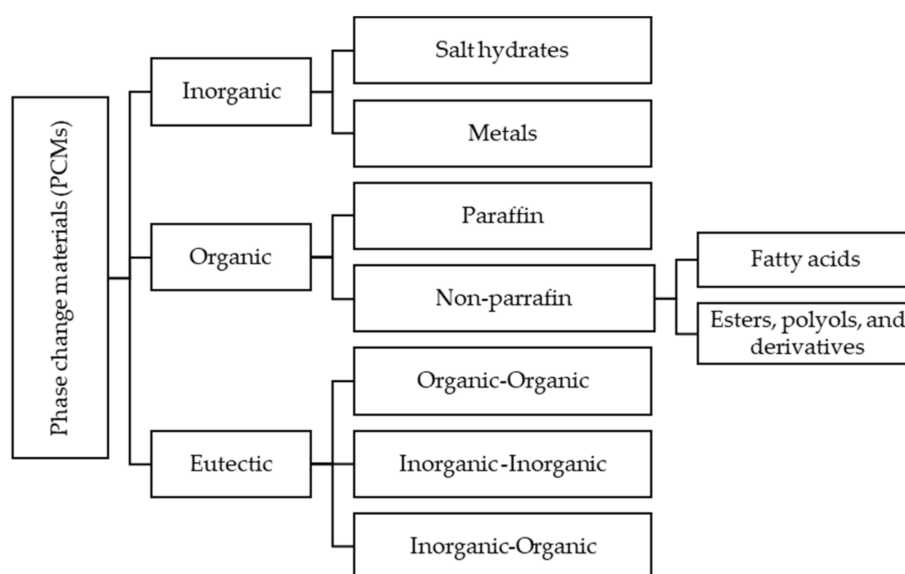 Phase change materials (PCMs)
Inorganic
Salt hydrates
Metals
Organic
Paraffin
Non-parrafin
Fatty acids
Esters, polyols, and
derivatives
Eutectic
Organic-Organic
Inorganic-Inorganic
Inorganic-Organic